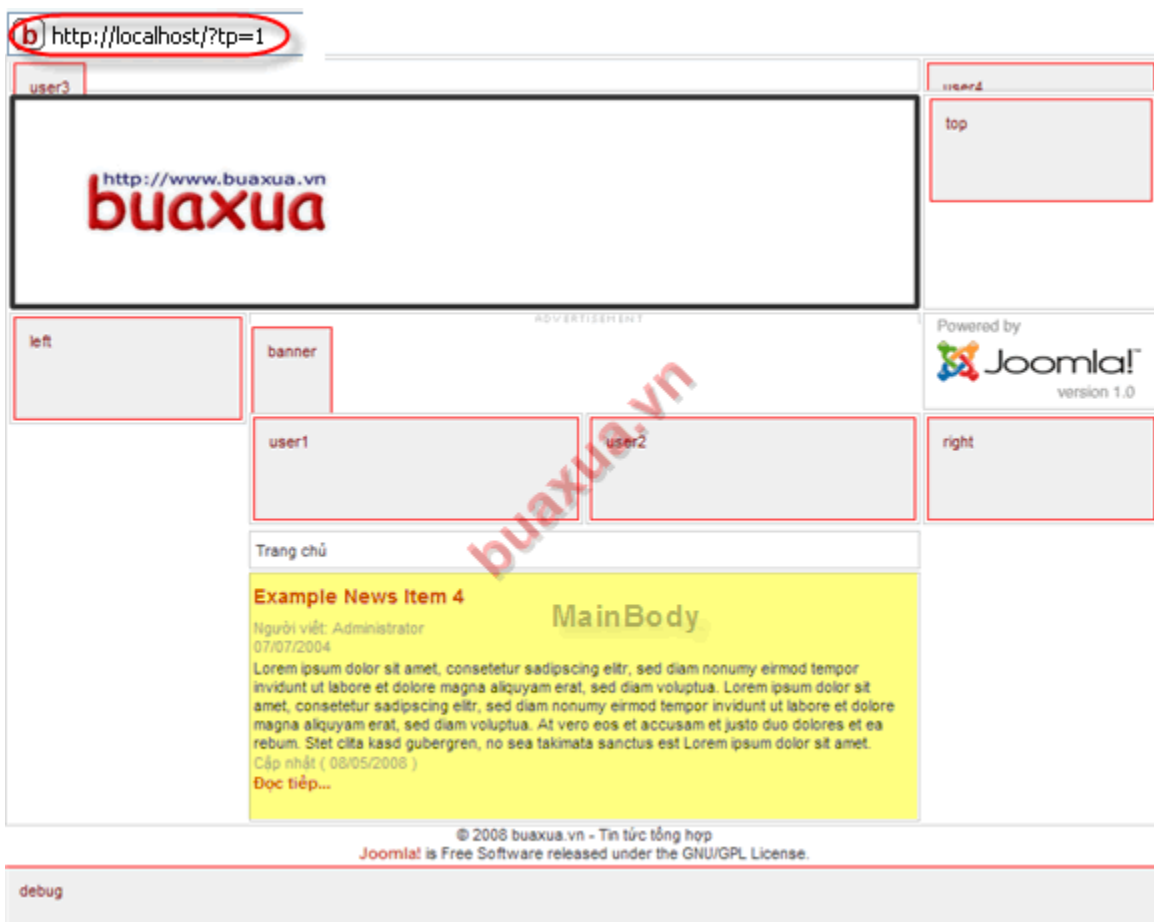 b http://localhost/?tp=1
user3
user4
top
http://www.buaxua.vn
buaxua
ADVERTISEMENT
left
banner
Powered by
Joomla!
version 1.0
user1
user2
right
buaxua.vn
Trang chủ
Example News Item 4
MainBody
Người viết: Administrator
07/07/2004
Lorem ipsum dolor sit amet, consetetur sadipscing elitr, sed diam nonumy eirmod tempor
invidunt ut labore et dolore magna aliquyam erat, sed diam voluptua. Lorem ipsum dolor sit
amet, consetetur sadipscing elitr, sed diam nonumy eirmod tempor invidunt ut labore et dolore
magna aliquyam erat, sed diam voluptua. At vero eos et accusam et justo duo dolores et ea
rebum. Stet clita kasd gubergren, no sea takimata sanctus est Lorem ipsum dolor sit amet.
Cập nhật ( 08/05/2008 )
Đọc tiếp...
© 2008 buaxua.vn - Tin tức tổng hợp
Joomla! is Free Software released under the GNU/GPL License.
debug